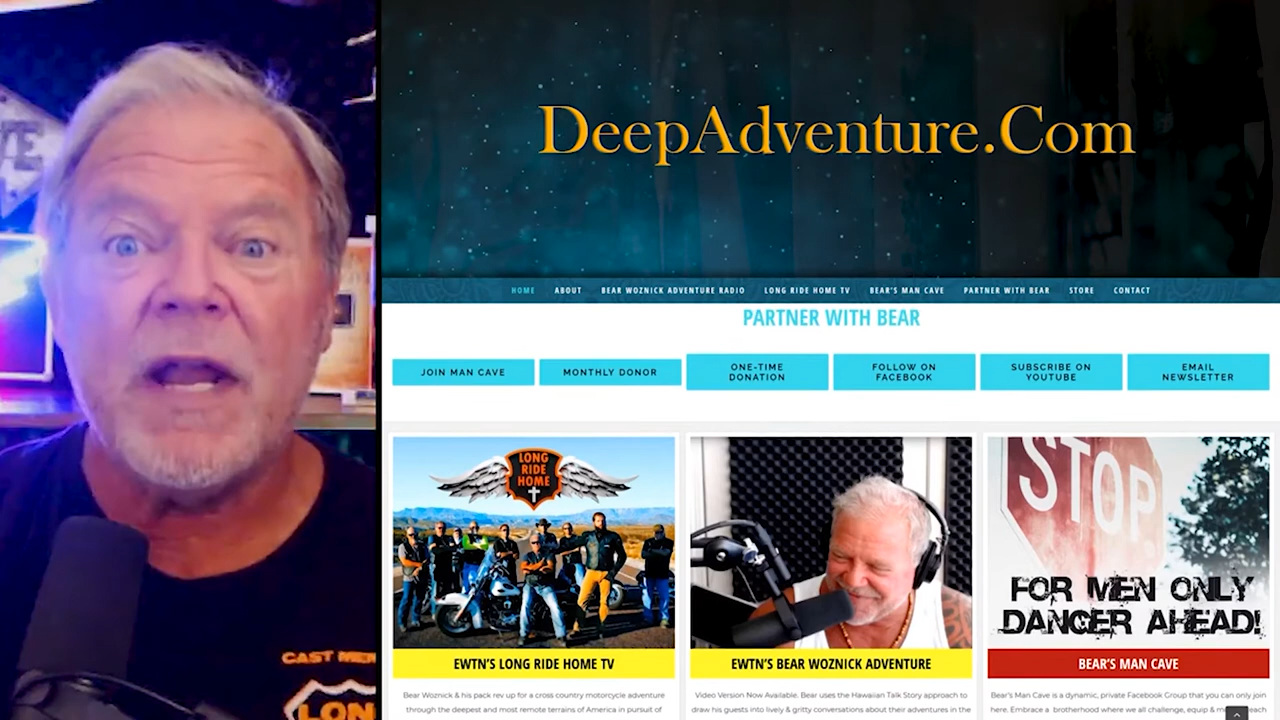 DeepAdventure.Com
HOME ABOUT BEAR WOZNICK ADVENTURE RADIO LONG RIDE HOME TV BEAR'S MAN CAVE PARTNER WITH BEAR STORE CONTACT
PARTNER WITH BEAR
JOIN MAN CAVE
MONTHLY DONOR
ONE-TIME
DONATION
FOLLOW ON
FACEBOOK
SUBSCRIBE ON
YOUTUBE
EMAIL
NEWSLETTER
LONG
RIDE
HOME
EWTN'S LONG RIDE HOME TV
Bear Woznick & his pack rev up for a cross country motorcycle adventure
through the deepest and most remote terrains of America in pursuit of
EWTN'S BEAR WOZNICK ADVENTURE
Video Version Now Available. Bear uses the Hawaiian Talk Story approach to
draw his guests into lively & gritty conversations about their adventures in the
STOP
FOR MEN ONLY
DANGER AHEAD!
BEAR'S MAN CAVE
Bear's Man Cave is a dynamic, private Facebook Group that you can only join
here. Embrace a brotherhood where we all challenge, equip &
CAST
LON